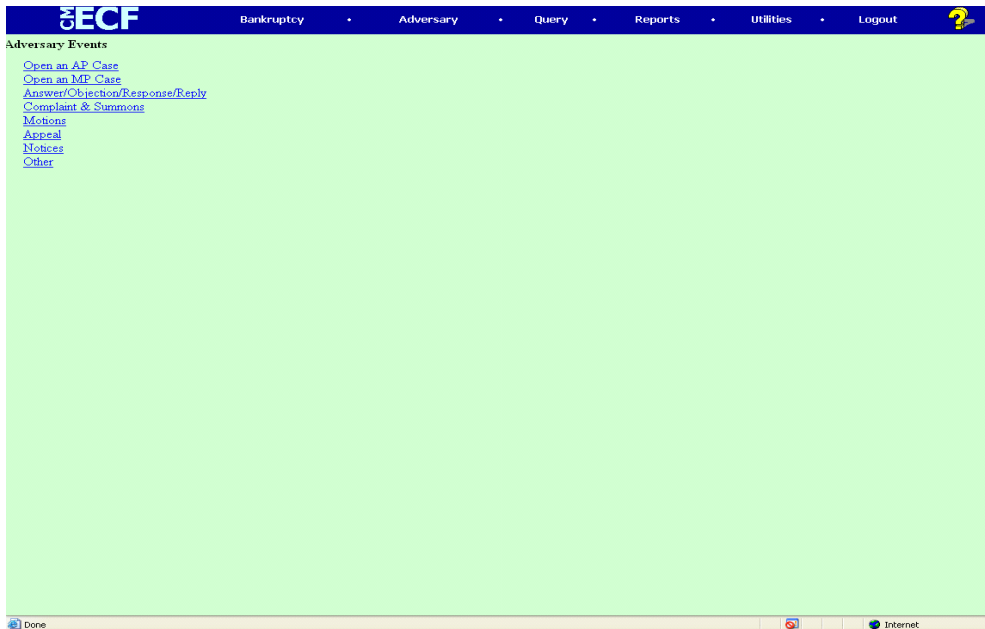 CM ECF Bankruptcy • Adversary • Query • Reports • Utilities • Logout ?
Adversary Events
Open an AP Case
Open an MP Case
Answer/Objection/Response/Reply
Complaint & Summons
Motions
Appeal
Notices
Other
Done Internet